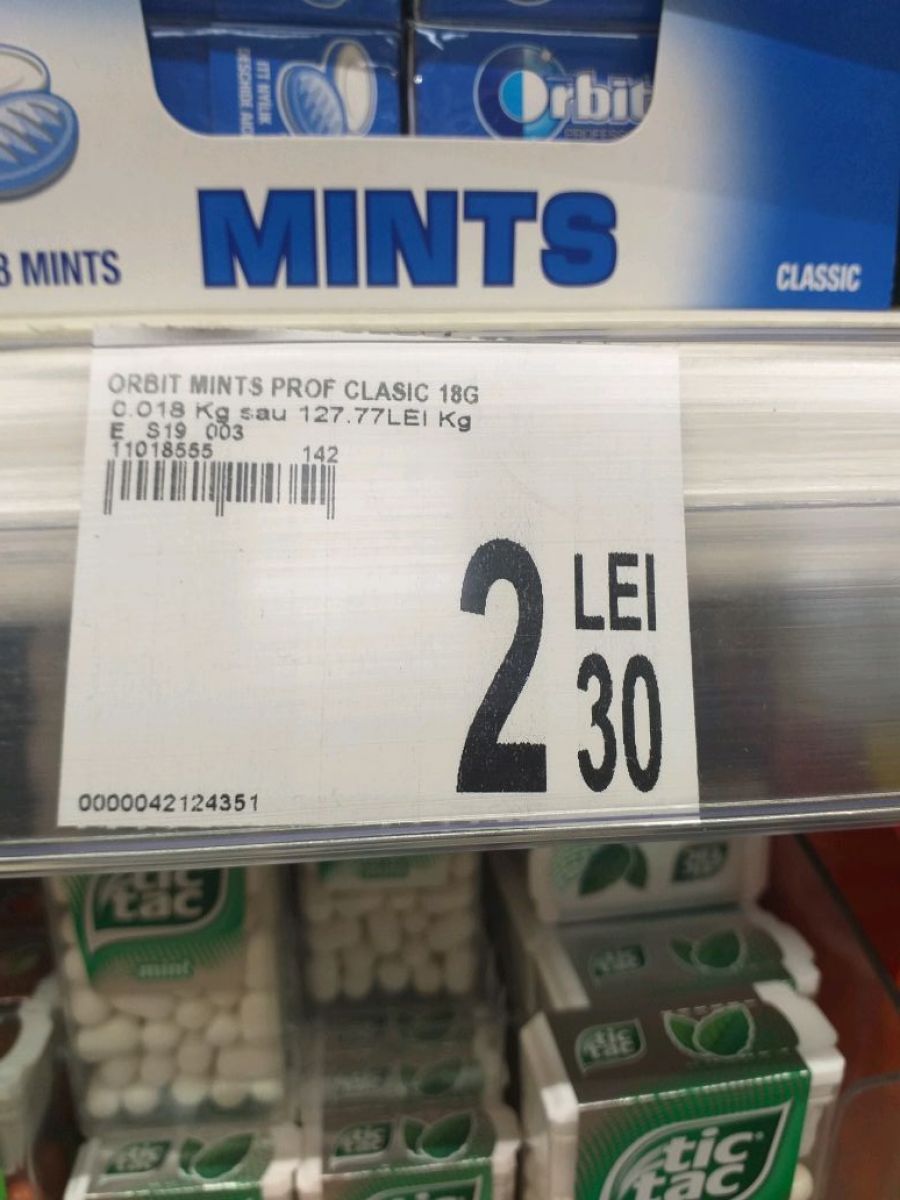 Orbit
MINTS
MINTS
CLASSIC
ORBIT MINTS PROF CLASIC 18G
0.018 Kg sau 127.77LEI Kg
E S19 003
11018555 142
2 LEI 30
0000042124351
tic tac
mint
tic tac
tic tac
tic tac